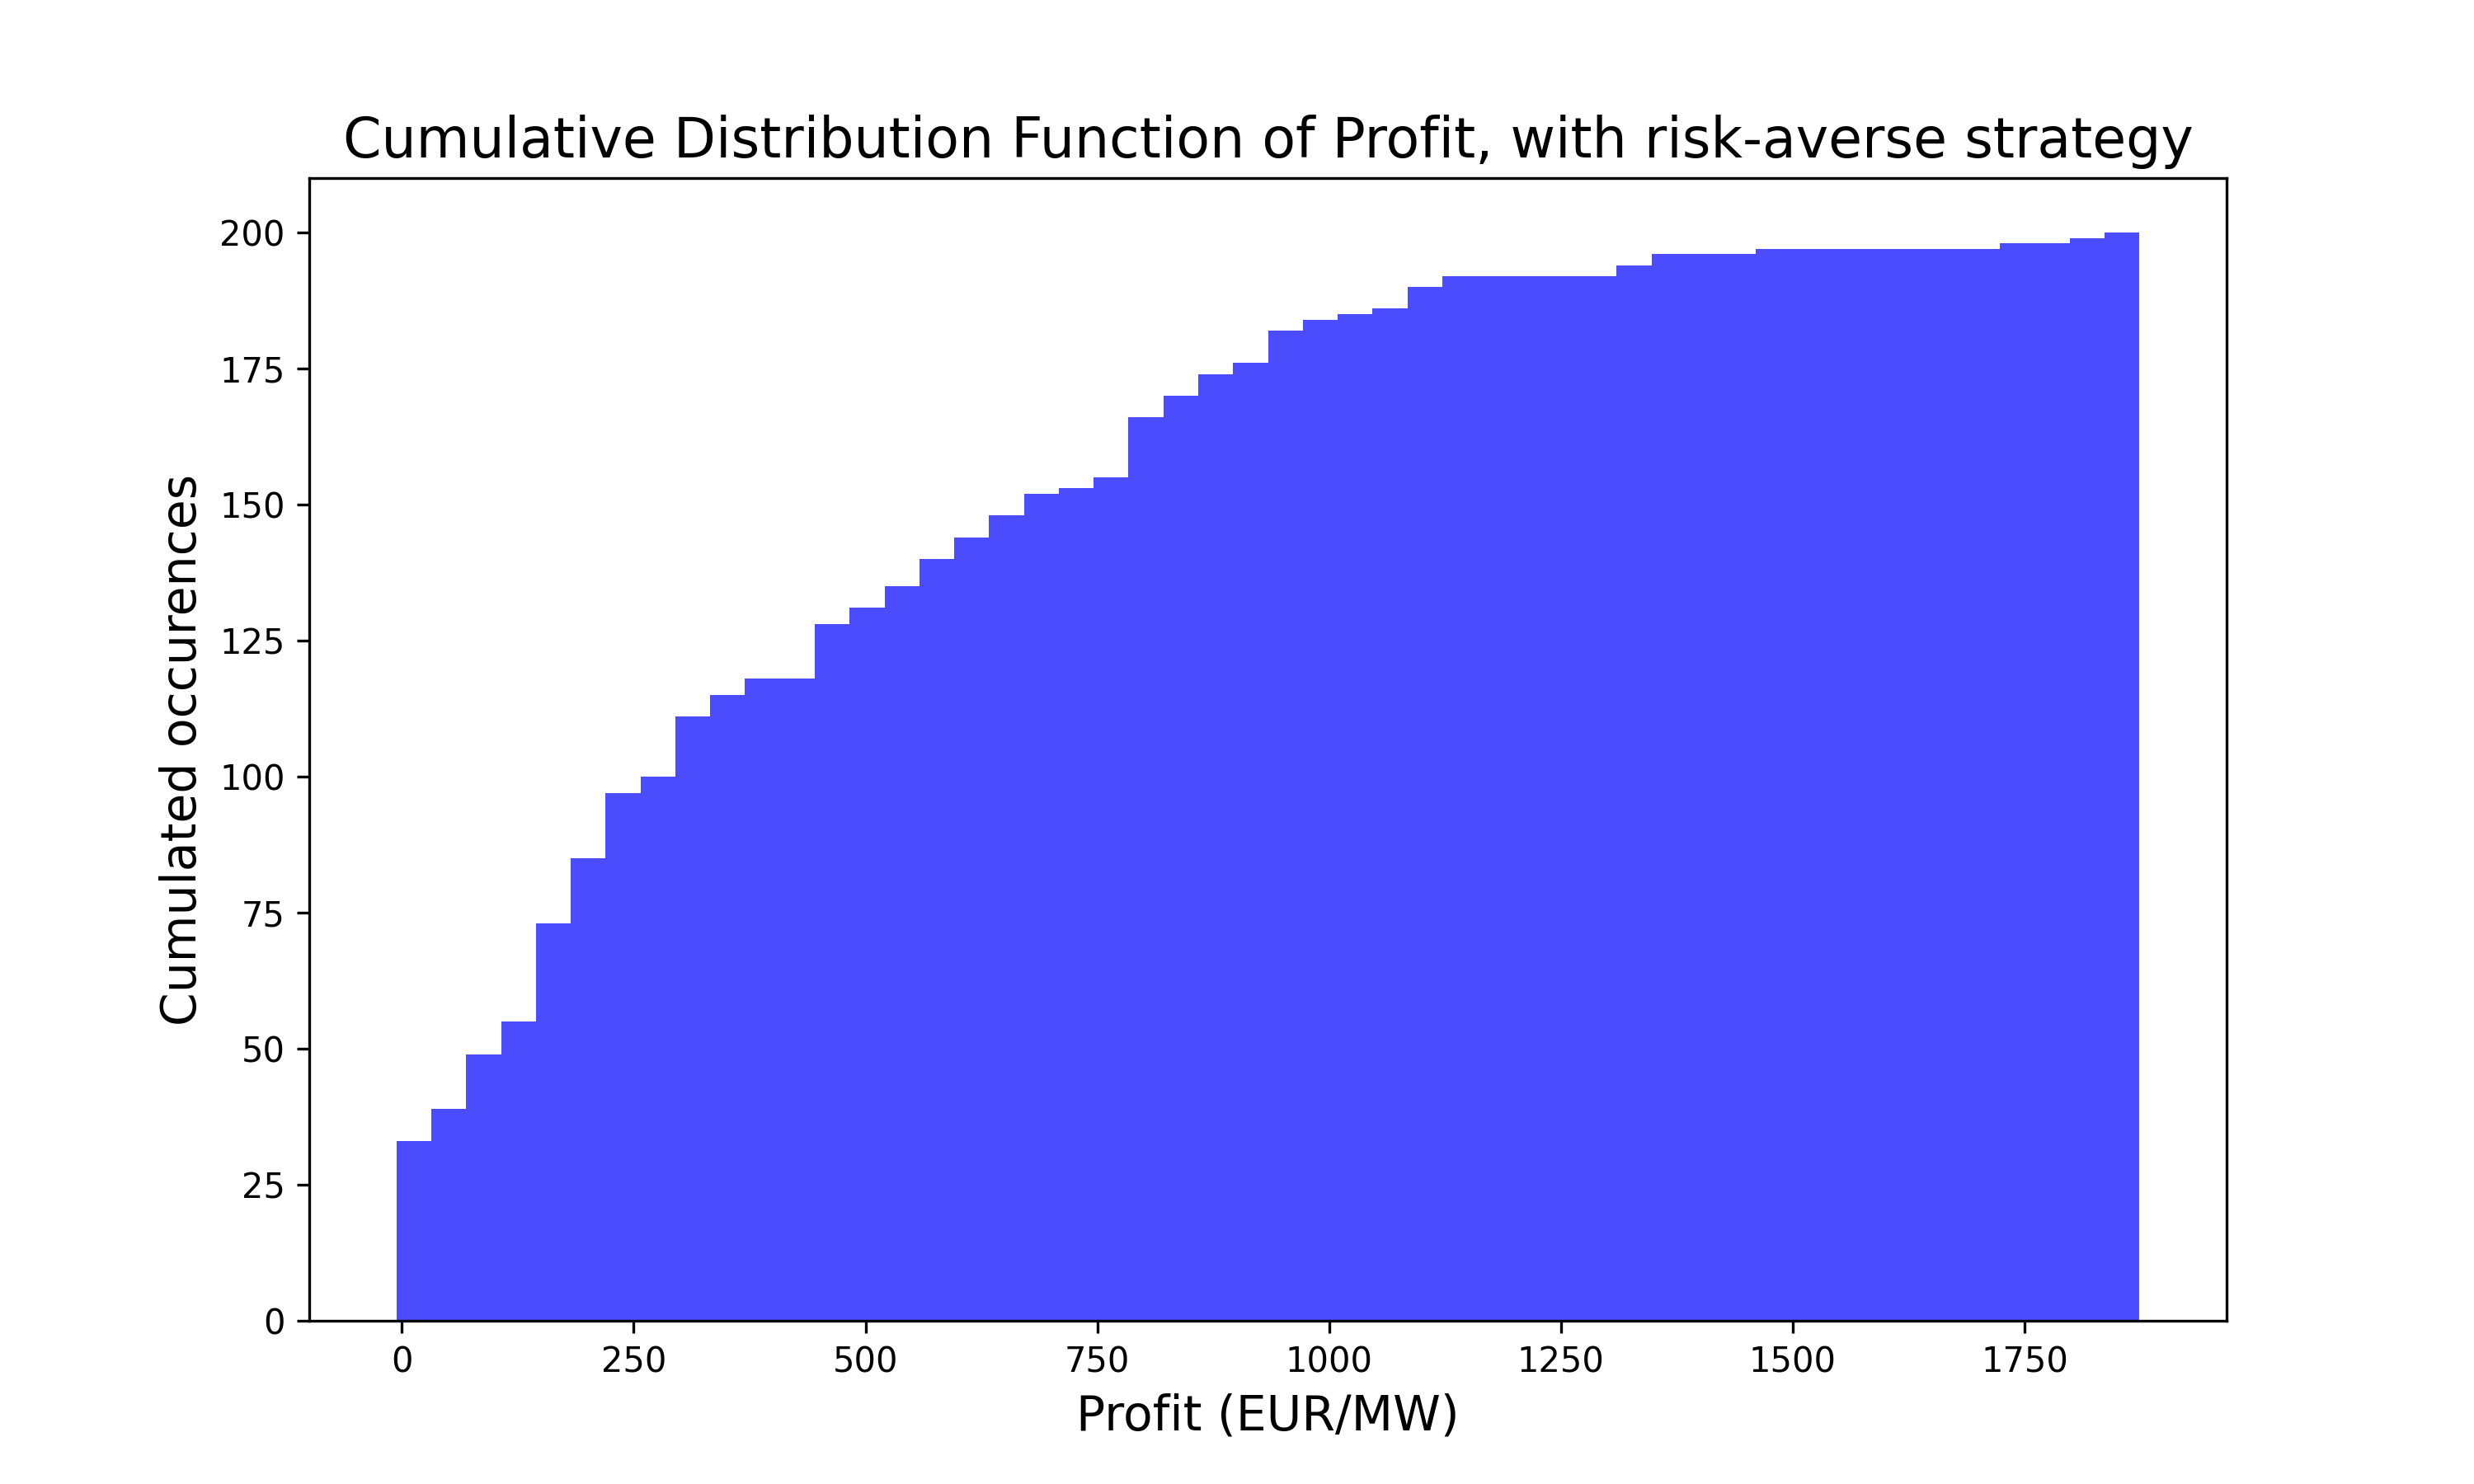 Cumulative Distribution Function of Profit, with risk-averse strategy
Cumulated occurences
200
175
150
125
100
75
50
25
0
0 250 500 750 1000 1250 1500 1750
Profit (EUR/MW)